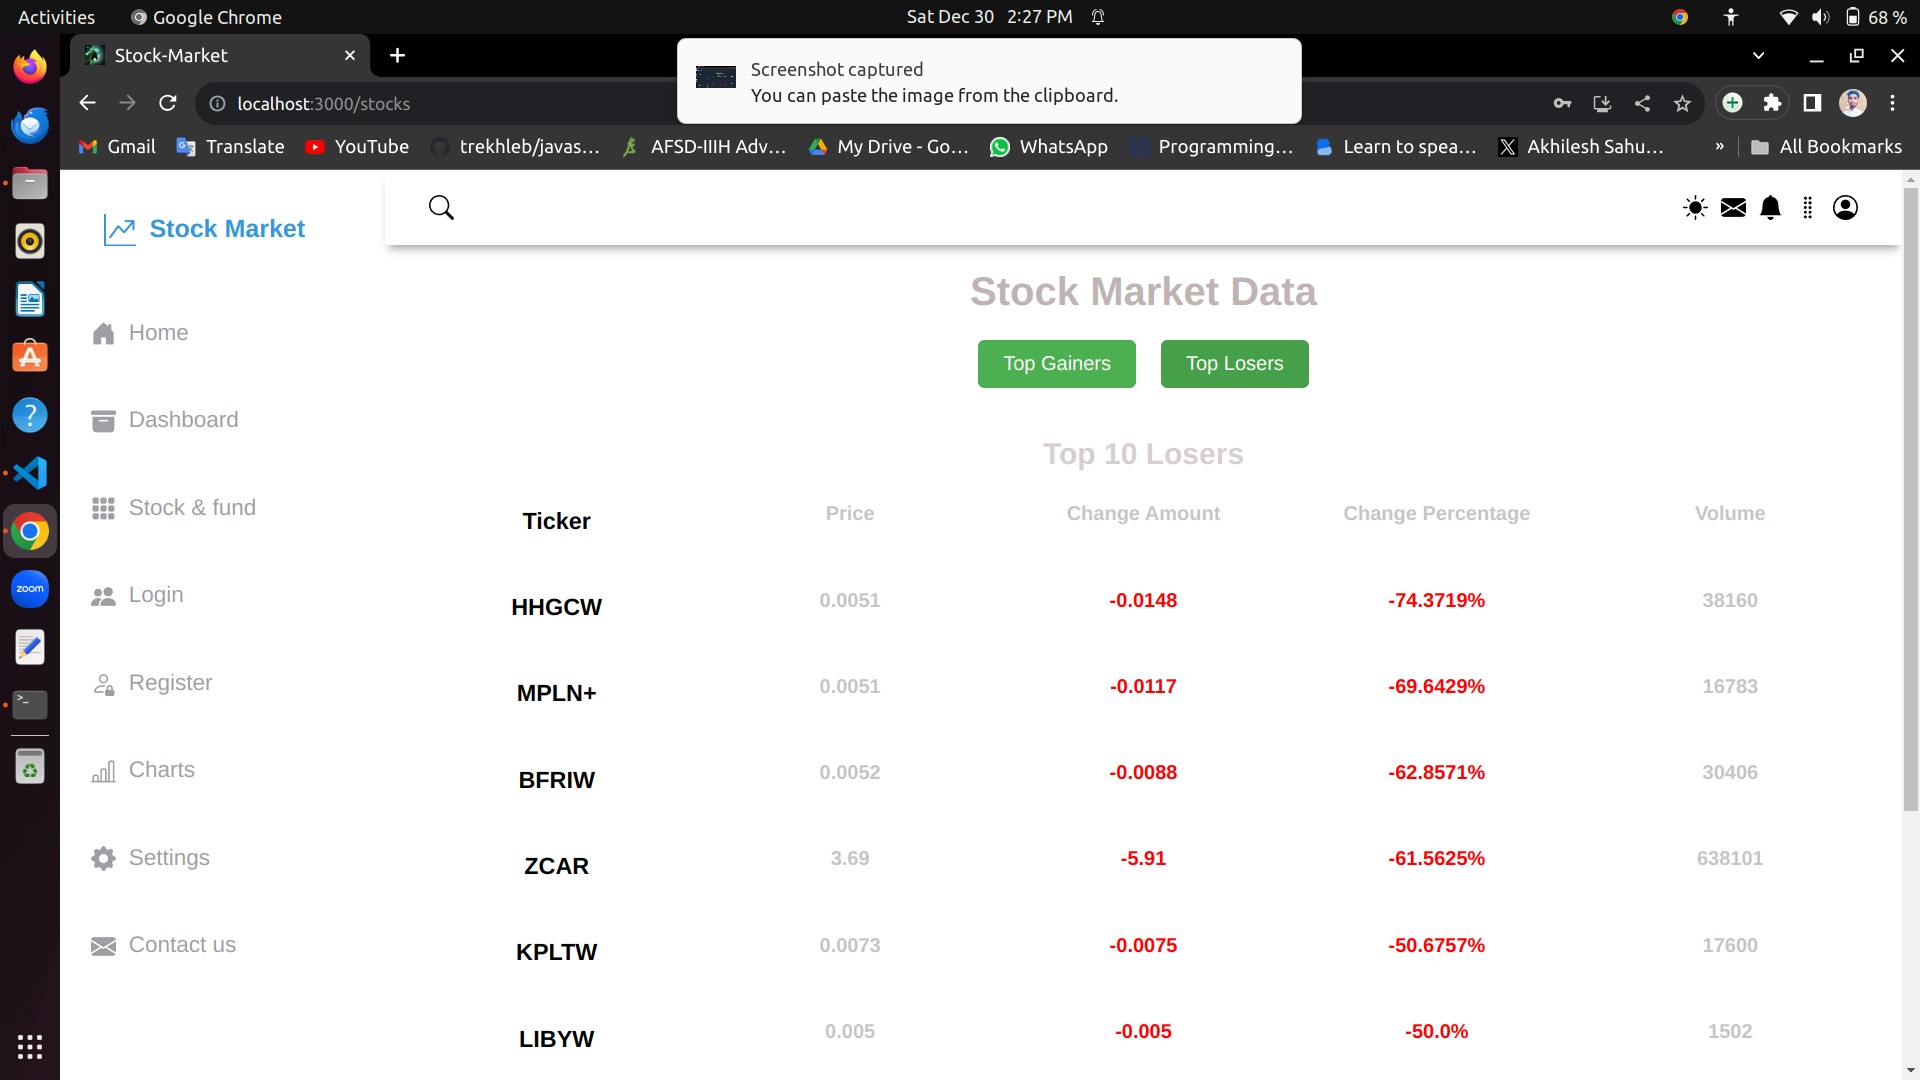 Activities Google Chrome Sat Dec 30 2:27 PM 68 %
Stock-Market
Screenshot captured
You can paste the image from the clipboard.
localhost:3000/stocks
Gmail Translate YouTube trekhleb/javas... AFSD-IIIH Adv... My Drive - Go... WhatsApp Programming... Learn to spea... Akhilesh Sahu... » All Bookmarks
Stock Market
Home
Dashboard
Stock & fund
Login
Register
Charts
Settings
Contact us
zoom
Stock Market Data
Top Gainers Top Losers
Top 10 Losers
Ticker Price Change Amount Change Percentage Volume
HHGCW 0.0051 -0.0148 -74.3719% 38160
MPLN+ 0.0051 -0.0117 -69.6429% 16783
BFRIW 0.0052 -0.0088 -62.8571% 30406
ZCAR 3.69 -5.91 -61.5625% 638101
KPLTW 0.0073 -0.0075 -50.6757% 17600
LIBYW 0.005 -0.005 -50.0% 1502